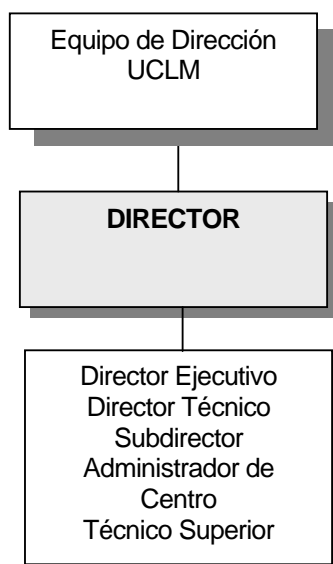 Equipo de Dirección
UCLM
DIRECTOR
Director Ejecutivo
Director Técnico
Subdirector
Administrador de
Centro
Técnico Superior